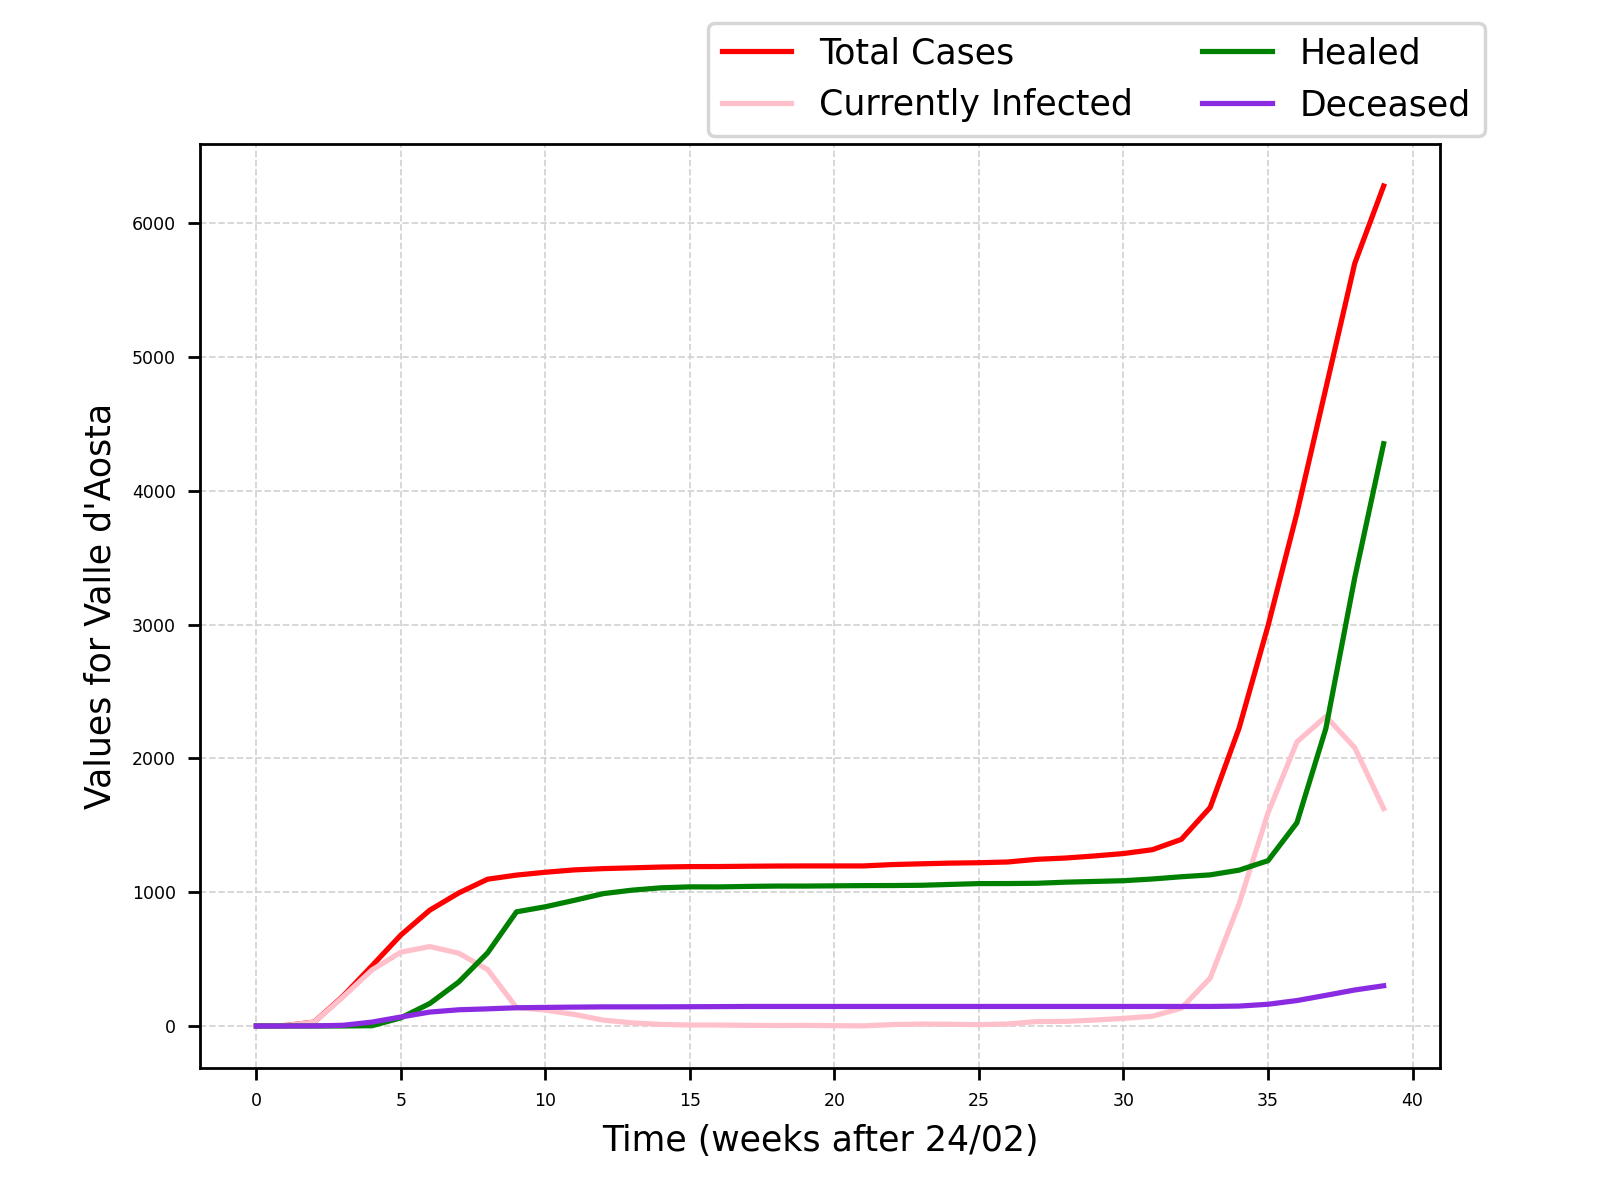 Total Cases Healed
Currently Infected Deceased
6000
5000
4000
3000
2000
1000
0
Values for Valle d'Aosta
0 5 10 15 20 25 30 35 40
Time (weeks after 24/02)